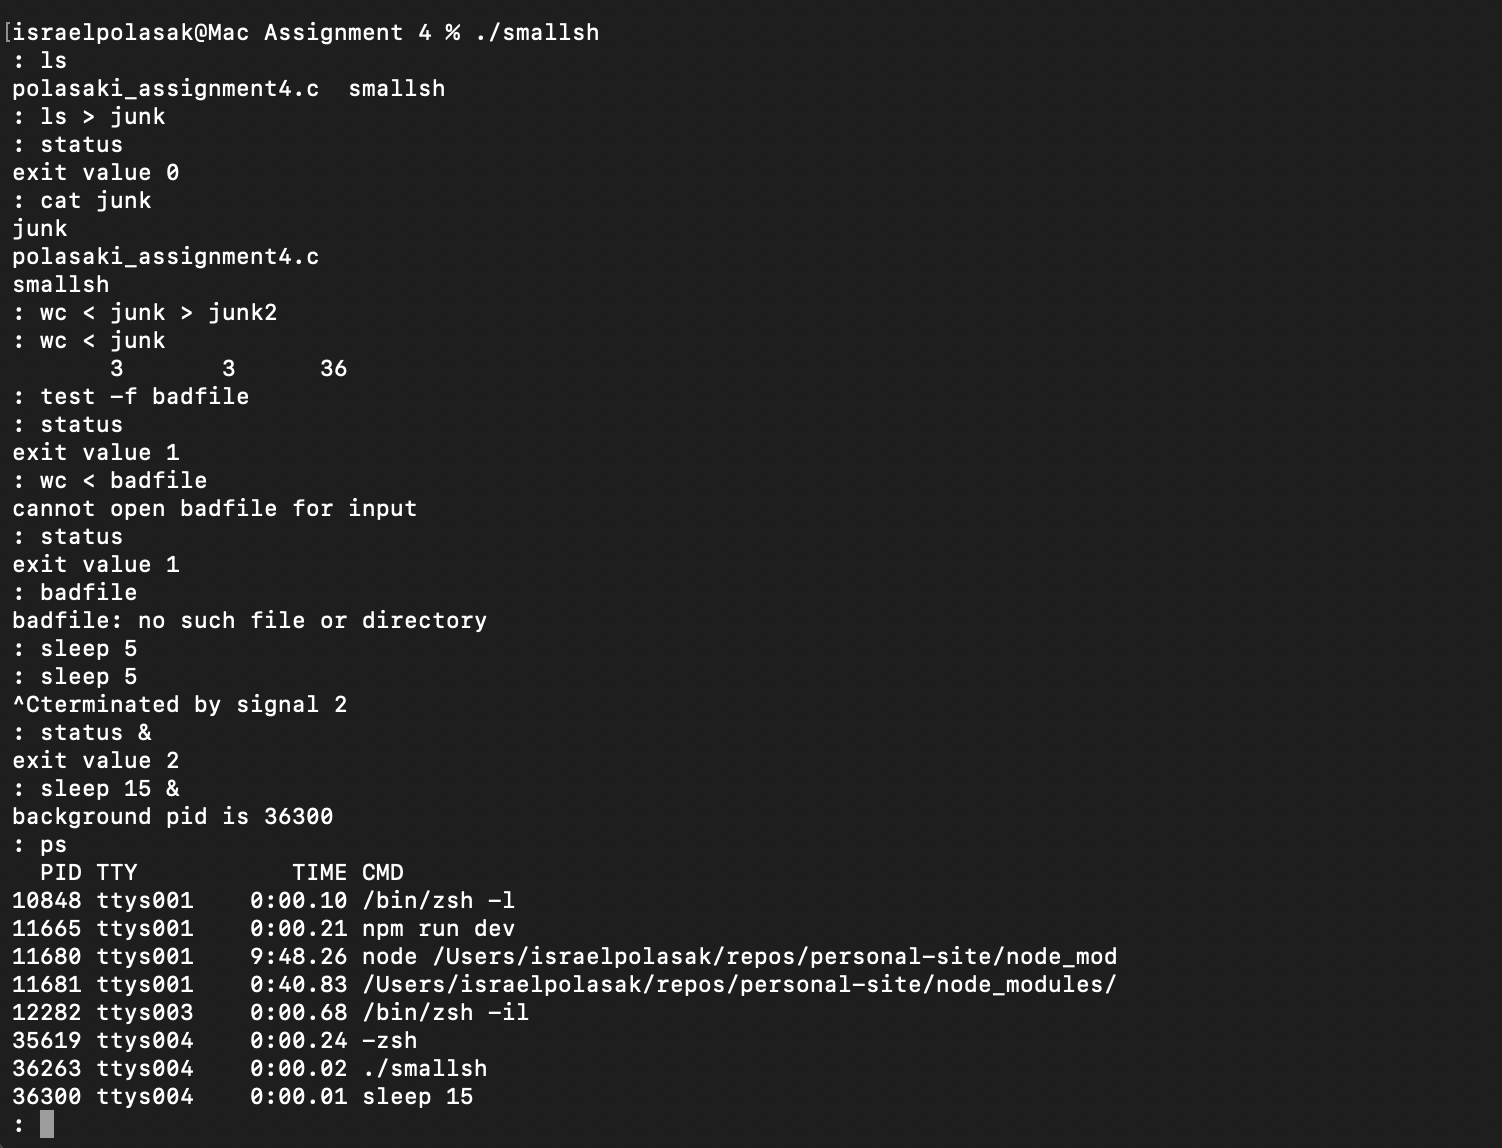 [israelpolasak@Mac Assignment 4 % ./smallsh
: ls
polasaki_assignment4.c  smallsh
: ls > junk
: status
exit value 0
: cat junk
junk
polasaki_assignment4.c
smallsh
: wc < junk > junk2
: wc < junk
       3       3      36
: test -f badfile
: status
exit value 1
: wc < badfile
cannot open badfile for input
: status
exit value 1
: badfile
badfile: no such file or directory
: sleep 5
: sleep 5
^Cterminated by signal 2
: status &
exit value 2
: sleep 15 &
background pid is 36300
: ps
  PID TTY           TIME CMD
10848 ttys001    0:00.10 /bin/zsh -l
11665 ttys001    0:00.21 npm run dev
11680 ttys001    9:48.26 node /Users/israelpolasak/repos/personal-site/node_mod
11681 ttys001    0:40.83 /Users/israelpolasak/repos/personal-site/node_modules/
12282 ttys003    0:00.68 /bin/zsh -il
35619 ttys004    0:00.24 -zsh
36263 ttys004    0:00.02 ./smallsh
36300 ttys004    0:00.01 sleep 15
: